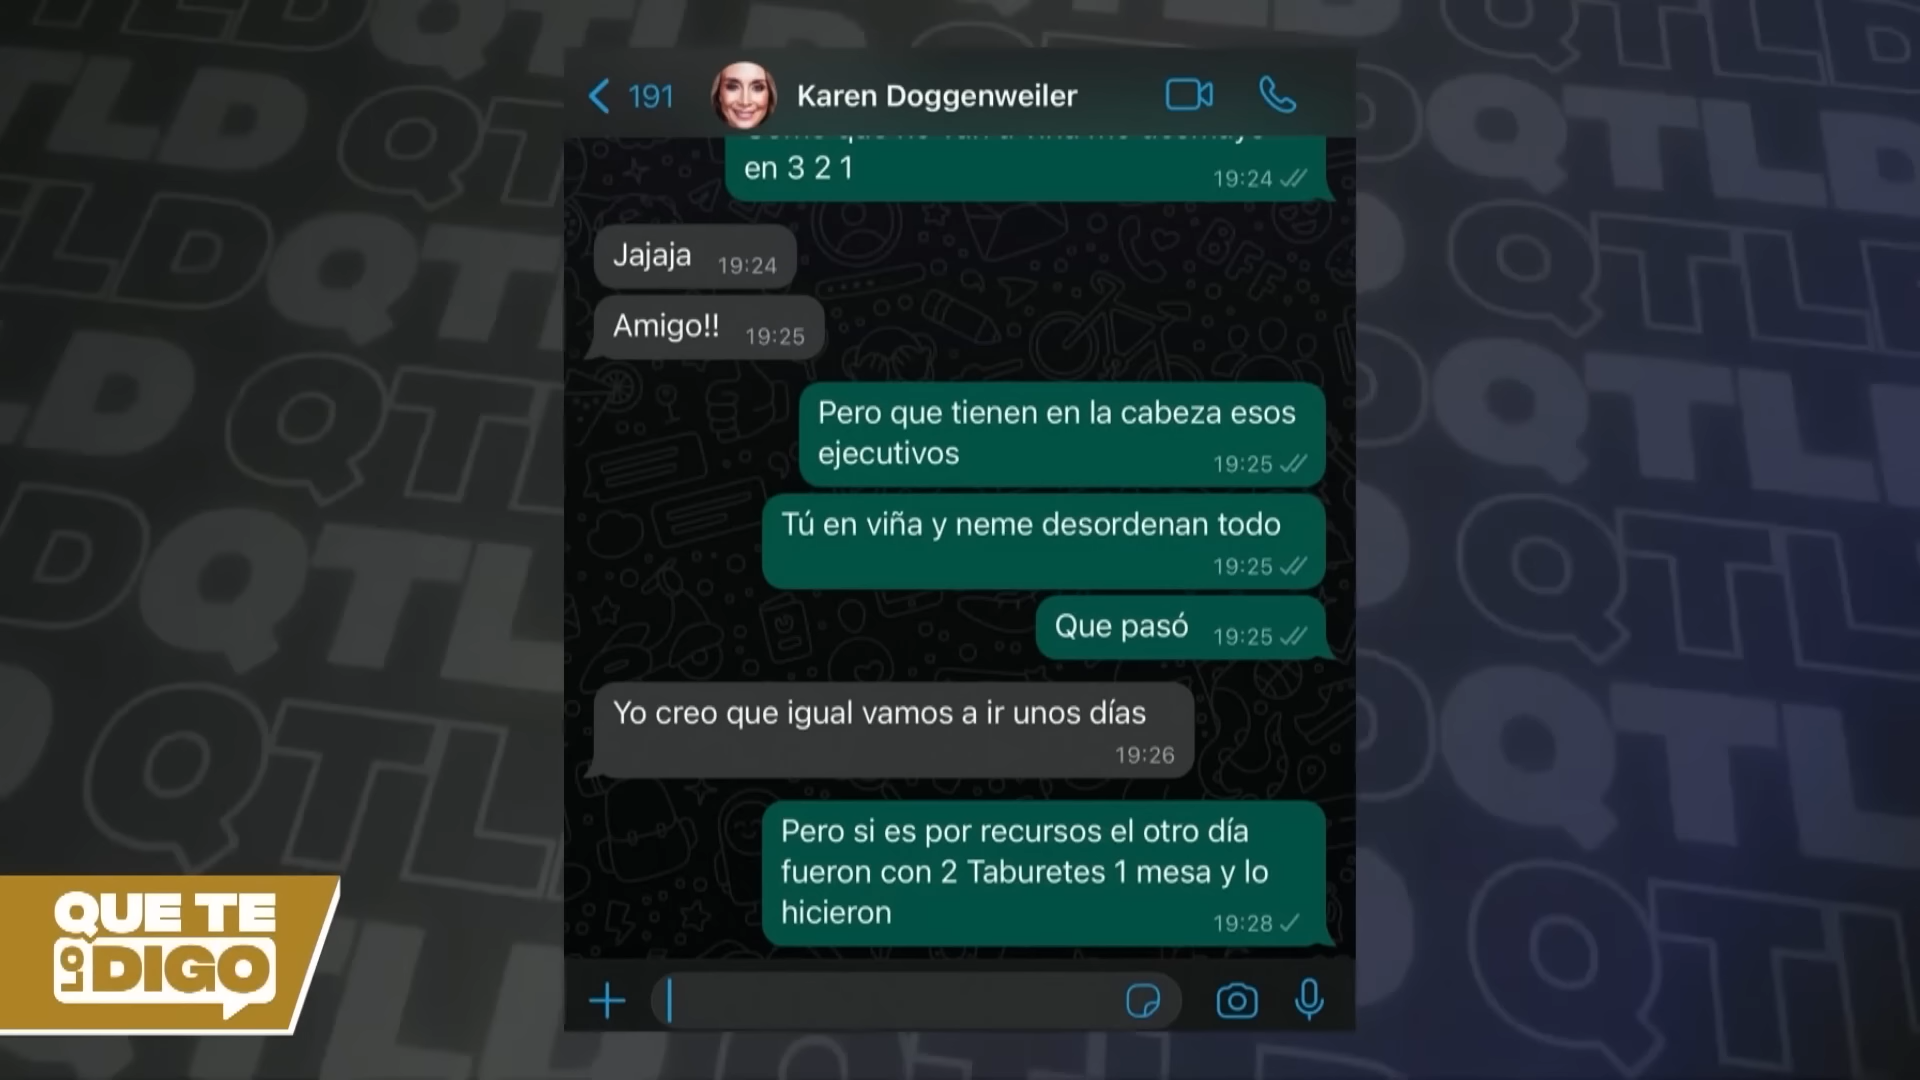 191
Karen Doggenweiler
en 3 2 1
19:24
Jajaja 19:24
Amigo!! 19:25
Pero que tienen en la cabeza esos
ejecutivos
19:25
Tú en viña y neme desordenan todo
19:25
Que pasó 19:25
Yo creo que igual vamos a ir unos días
19:26
Pero si es por recursos el otro día
fueron con 2 Taburetes 1 mesa y lo
hicieron
19:28
QUE TE
LO DIGO